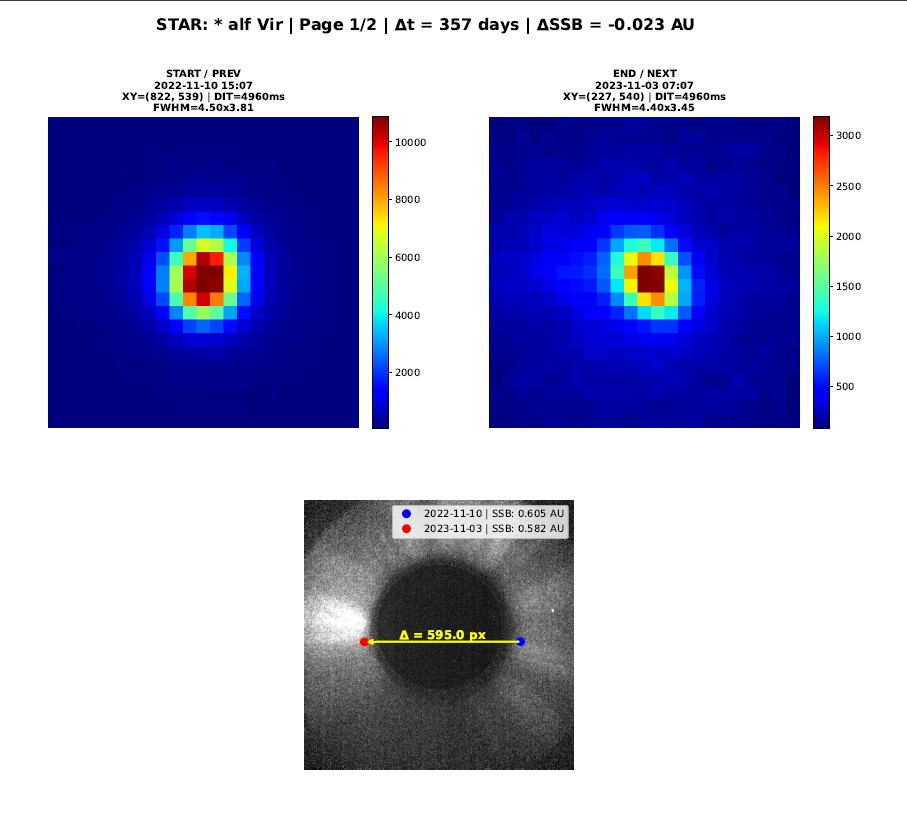 STAR: * alf Vir | Page 1/2 | Δt = 357 days | ΔSSB = -0.023 AU
START / PREV
2022-11-10 15:07
XY=(822, 539) | DIT=4960ms
FWHM=4.50x3.81
10000
8000
6000
4000
2000
END / NEXT
2023-11-03 07:07
XY=(227, 540) | DIT=4960ms
FWHM=4.40x3.45
3000
2500
2000
1500
1000
500
2022-11-10 | SSB: 0.605 AU
2023-11-03 | SSB: 0.582 AU
Δ = 595.0 px